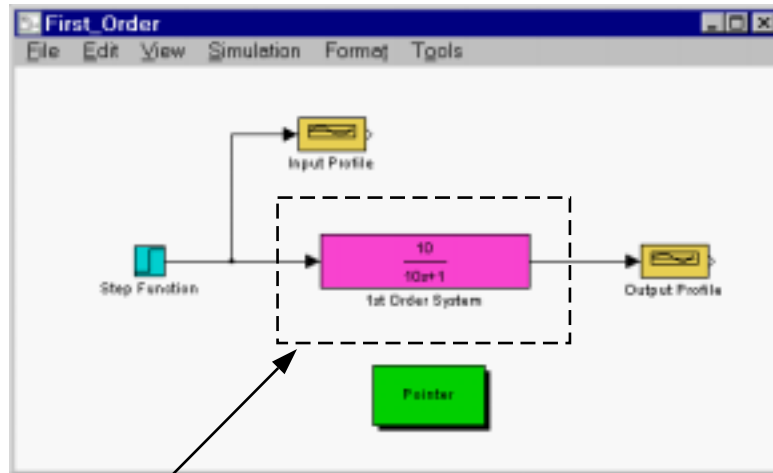 First_Order
File Edit View Simulation Format Tools
Input Profile
10
10s+1
Step Function
1st Order System
Output Profile
Pointer